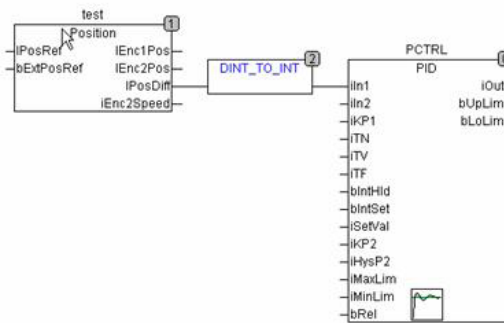 test
1
Position
lPosRef
bExtPosRef
lEnc1Pos
lEnc2Pos
lPosDiff
iEnc2Speed
2
DINT_TO_INT
PCTRL
PID
iIn1
iIn2
iKP1
iTN
iTV
iTF
bIntHld
bIntSet
iSetVal
iKP2
iHysP2
iMaxLim
iMinLim
bRel
iOut
bUpLim
bLoLim